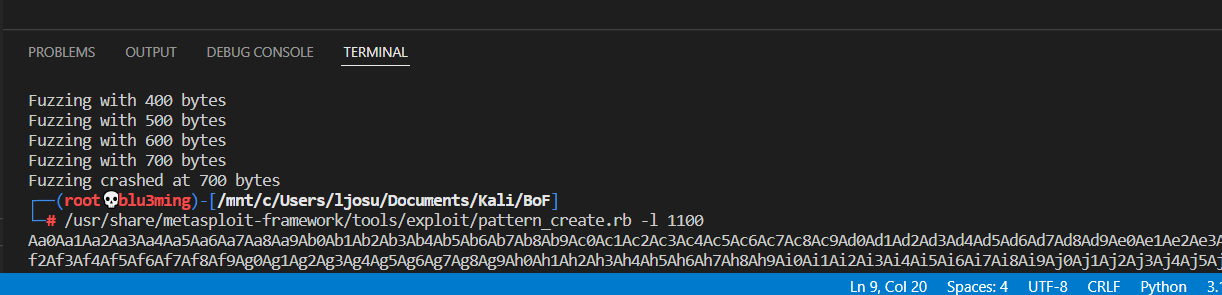 PROBLEMS OUTPUT DEBUG CONSOLE TERMINAL
Fuzzing with 400 bytes
Fuzzing with 500 bytes
Fuzzing with 600 bytes
Fuzzing with 700 bytes
Fuzzing crashed at 700 bytes
┌──(root💀blu3ming)-[/mnt/c/Users/ljosu/Documents/Kali/BoF]
└─# /usr/share/metasploit-framework/tools/exploit/pattern_create.rb -l 1100
Aa0Aa1Aa2Aa3Aa4Aa5Aa6Aa7Aa8Aa9Ab0Ab1Ab2Ab3Ab4Ab5Ab6Ab7Ab8Ab9Ac0Ac1Ac2Ac3Ac4Ac5Ac6Ac7Ac8Ac9Ad0Ad1Ad2Ad3Ad4Ad5Ad6Ad7Ad8Ad9Ae0Ae1Ae2Ae3A
f2Af3Af4Af5Af6Af7Af8Af9Ag0Ag1Ag2Ag3Ag4Ag5Ag6Ag7Ag8Ag9Ah0Ah1Ah2Ah3Ah4Ah5Ah6Ah7Ah8Ah9Ai0Ai1Ai2Ai3Ai4Ai5Ai6Ai7Ai8Ai9Aj0Aj1Aj2Aj3Aj4Aj5Aj
Ln 9, Col 20 Spaces: 4 UTF-8 CRLF Python 3.1